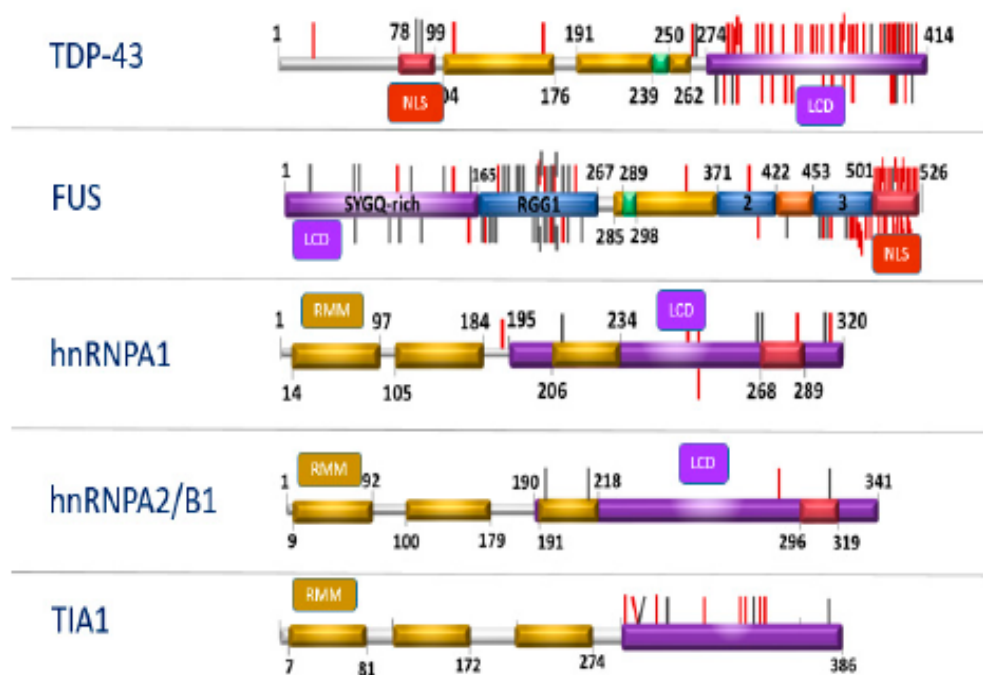 1 78 99 191 250 274 414
TDP-43
NLS 04 176 239 262 LCD
1 165 267 289 371 422 453 501 526
FUS SYGQ-rich RGG1 2 3
LCD 285 298 NLS
1 RMM 97 184 195 234 LCD 320
hnRNPA1
14 105 206 268 289
1 RMM 92 190 218 LCD 341
hnRNPA2/B1
9 100 179 191 296 319
RMM
TIA1
7 81 172 274 386